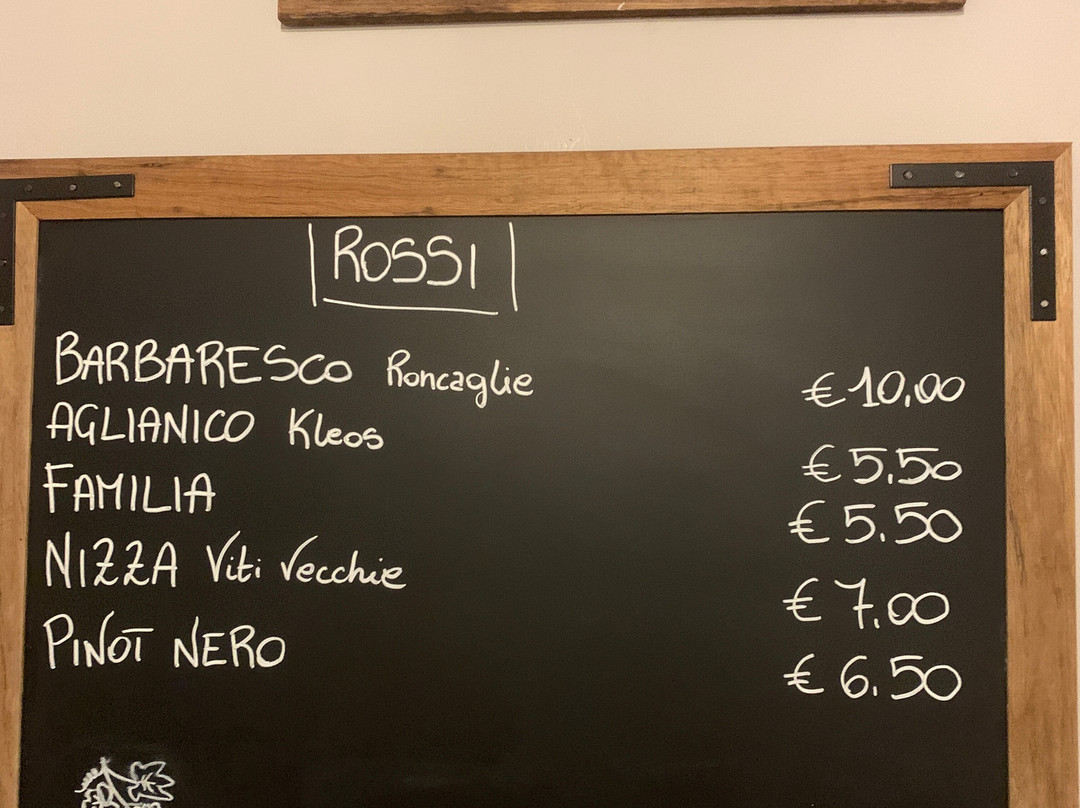 ROSSI
BARBARESCO Roncaglie € 10,00
AGLIANICO Kleos € 5,50
FAMILIA € 5.50
NIZZA Viti Vecchie € 7.00
PINOT NERO € 6.50